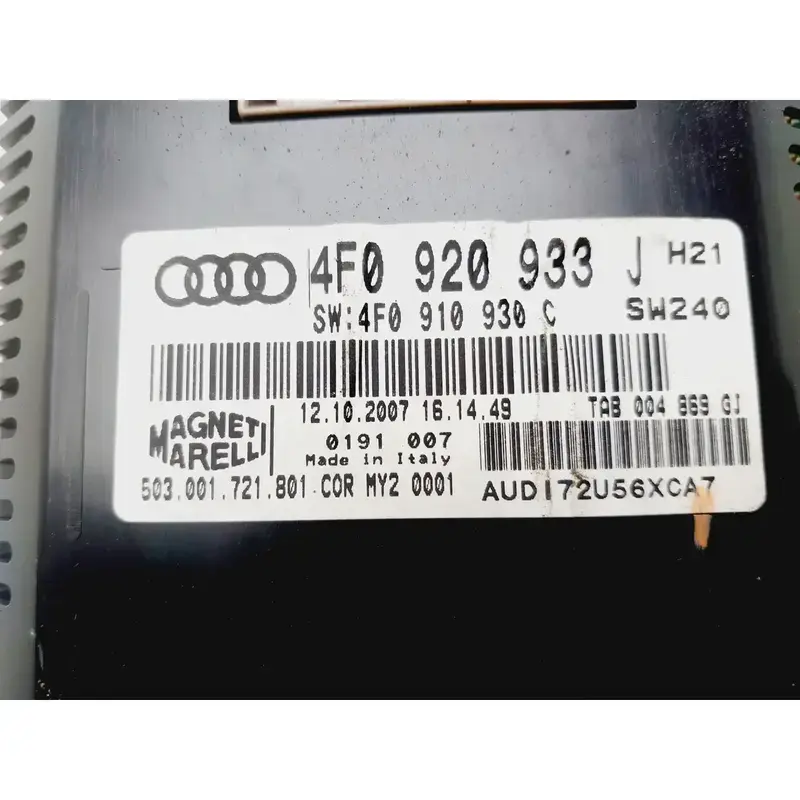 4F0 920 933 J H21
SW:4F0 910 930 C SW240
12.10.2007 16.14.49 TAB 004 869 GJ
MAGNETI
MARELLI
0191 007
Made in Italy
503.001.721.801 COR MY2 0001
AUDI72U56XCA7